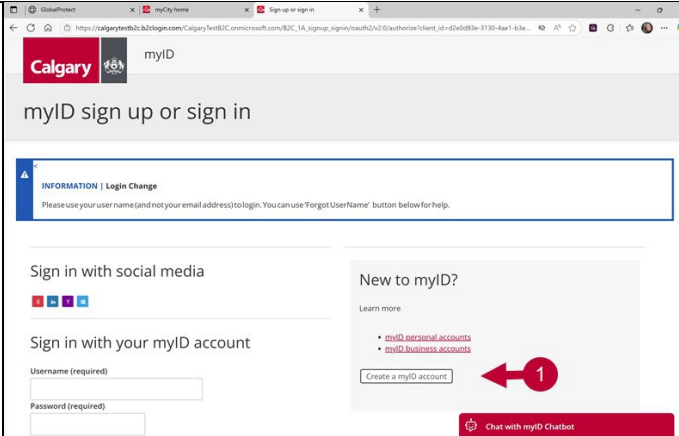 GlobalProtect
myCity home
Sign up or sign in
https://calgarytestb2c.b2clogin.com/CalgaryTestB2C.onmicrosoft.com/B2C_1A_signup_signin/oauth2/v2.0/authorize?client_id=d2e0d83e-3130-4ae1-b3e...
Calgary
myID
myID sign up or sign in
<
INFORMATION | Login Change
Please use your user name (and not your email address) to login. You can use 'Forgot UserName' button below for help.
Sign in with social media
Sign in with your myID account
Username (required)
Password (required)
New to myID?
Learn more
• myID personal accounts
• myID business accounts
Create a myID account
1
Chat with myID Chatbot